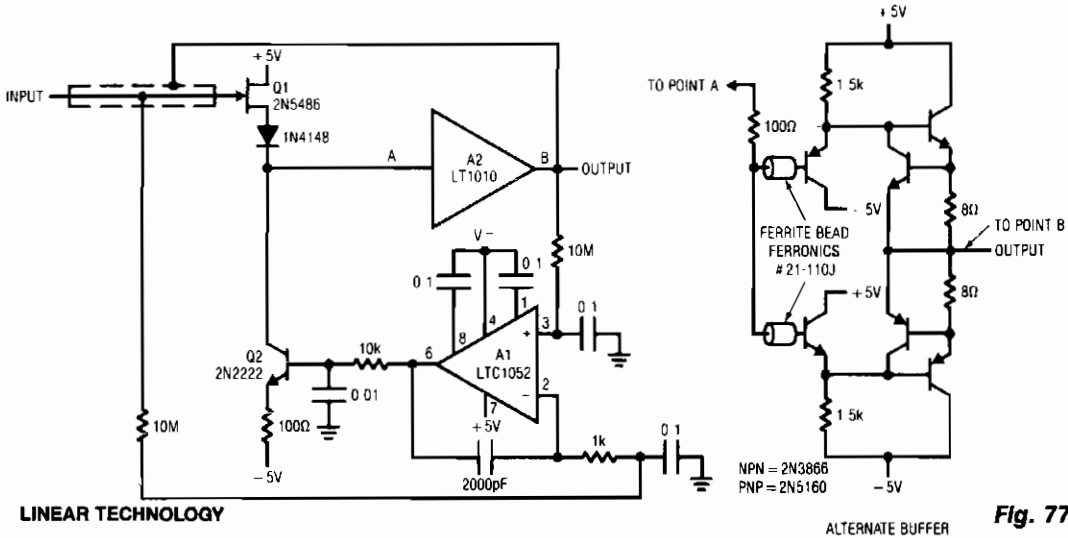 +5V
INPUT
Q1
2N5486
1N4148
A
A2
LT1010
B
OUTPUT
10M
V−
0 1
0 1
8
4
1
3
+
0 1
Q2
2N2222
10k
6
A1
LTC1052
2
−
7
+5V
0 01
100Ω
10M
−5V
2000pF
1k
0 1
LINEAR TECHNOLOGY
+5V
TO POINT A
1 5k
100Ω
- 5V
8Ω
FERRITE BEAD
FERRONICS
#21-110J
TO POINT B
OUTPUT
+5V
8Ω
1 5k
NPN = 2N3866
PNP = 2N5160
−5V
ALTERNATE BUFFER
Fig. 77